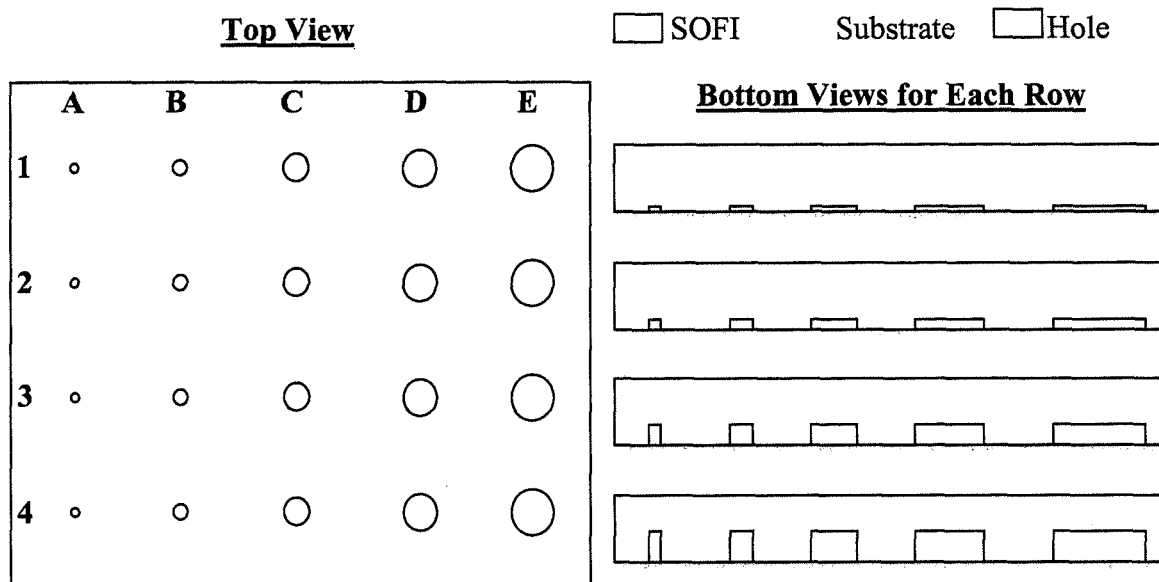 Top View
A B C D E
1
2
3
4
SOFI Substrate Hole
Bottom Views for Each Row